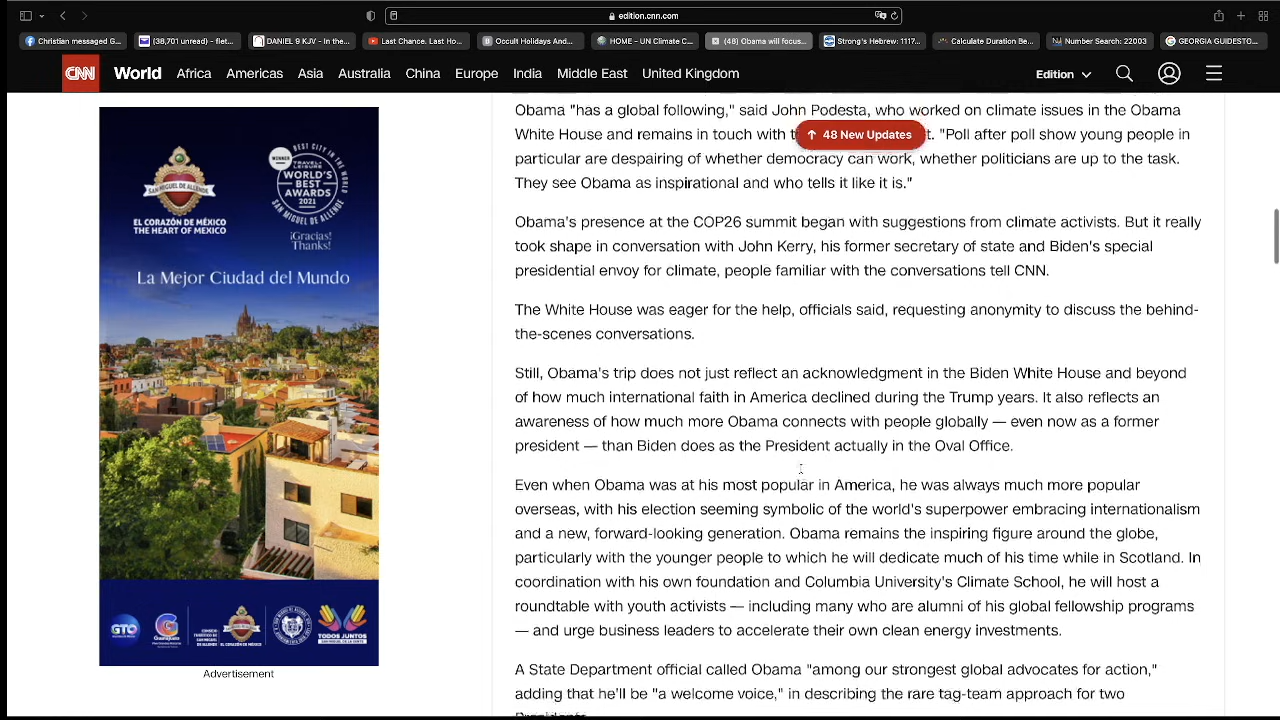 edition.cnn.com
Christian messaged G...
(38,701 unread) – flet...
DANIEL 9 KJV - In the...
Last Chance. Last Ho...
Occult Holidays And...
HOME – UN Climate C...
(48) Obama will focus...
Strong's Hebrew: 1117...
Calculate Duration Be...
Number Search: 22003
GEORGIA GUIDESTO...
CNN World Africa Americas Asia Australia China Europe India Middle East United Kingdom Edition
48 New Updates
Obama "has a global following," said John Podesta, who worked on climate issues in the Obama
White House and remains in touch with
"Poll after poll show young people in
particular are despairing of whether democracy can work, whether politicians are up to the task.
They see Obama as inspirational and who tells it like it is."
Obama's presence at the COP26 summit began with suggestions from climate activists. But it really
took shape in conversation with John Kerry, his former secretary of state and Biden's special
presidential envoy for climate, people familiar with the conversations tell CNN.
The White House was eager for the help, officials said, requesting anonymity to discuss the behind-
the-scenes conversations.
Still, Obama's trip does not just reflect an acknowledgment in the Biden White House and beyond
of how much international faith in America declined during the Trump years. It also reflects an
awareness of how much more Obama connects with people globally — even now as a former
president — than Biden does as the President actually in the Oval Office.
Even when Obama was at his most popular in America, he was always much more popular
overseas, with his election seeming symbolic of the world's superpower embracing internationalism
and a new, forward-looking generation. Obama remains the inspiring figure around the globe,
particularly with the younger people to which he will dedicate much of his time while in Scotland. In
coordination with his own foundation and Columbia University's Climate School, he will host a
roundtable with youth activists — including many who are alumni of his global fellowship programs
— and urge business leaders to accelerate their own clean energy investments.
A State Department official called Obama "among our strongest global advocates for action,"
adding that he'll be "a welcome voice," in describing the rare tag-team approach for two
SAN MIGUEL DE ALLENDE
EL CORAZÓN DE MÉXICO
THE HEART OF MEXICO
WINNER
BEST CITY IN THE WORLD
TRAVEL+
LEISURE
WORLD'S
BEST
AWARDS
2021
SAN MIGUEL DE ALLENDE
¡Gracias!
Thanks!
La Mejor Ciudad del Mundo
GTO
Guanajuato
TODOS JUNTOS
Advertisement